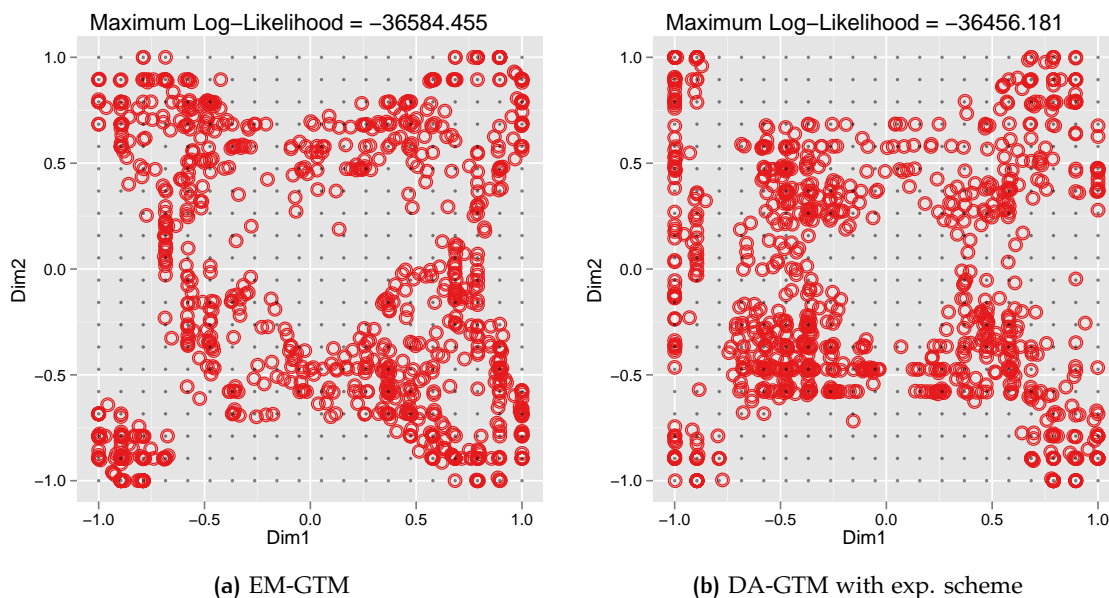 Maximum Log−Likelihood = −36584.455
1.0
0.5
0.0
−0.5
−1.0
Dim2
−1.0 −0.5 0.0 0.5 1.0
Dim1
(a) EM-GTM
Maximum Log−Likelihood = −36456.181
1.0
0.5
0.0
−0.5
−1.0
Dim2
−1.0 −0.5 0.0 0.5 1.0
Dim1
(b) DA-GTM with exp. scheme